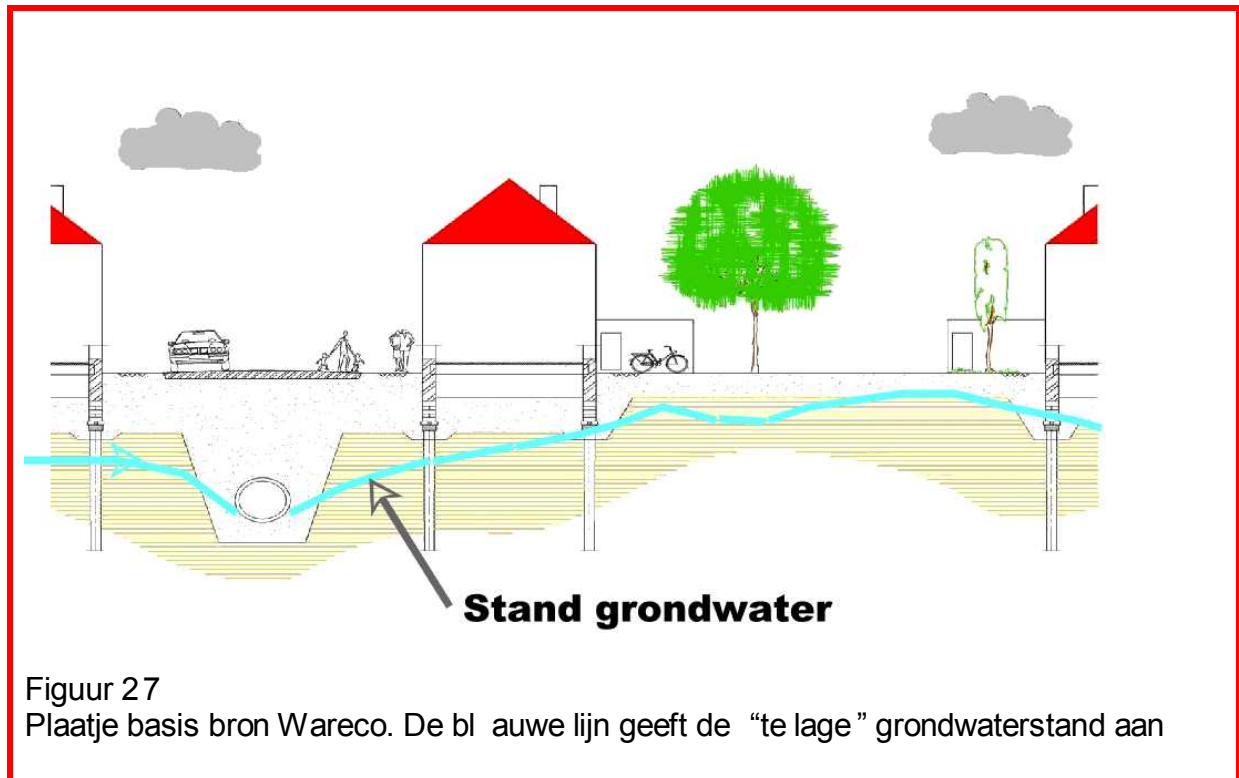 Stand grondwater
Figuur 27
Plaatje basis bron Wareco. De bl auwe lijn geeft de “te lage ” grondwaterstand aan